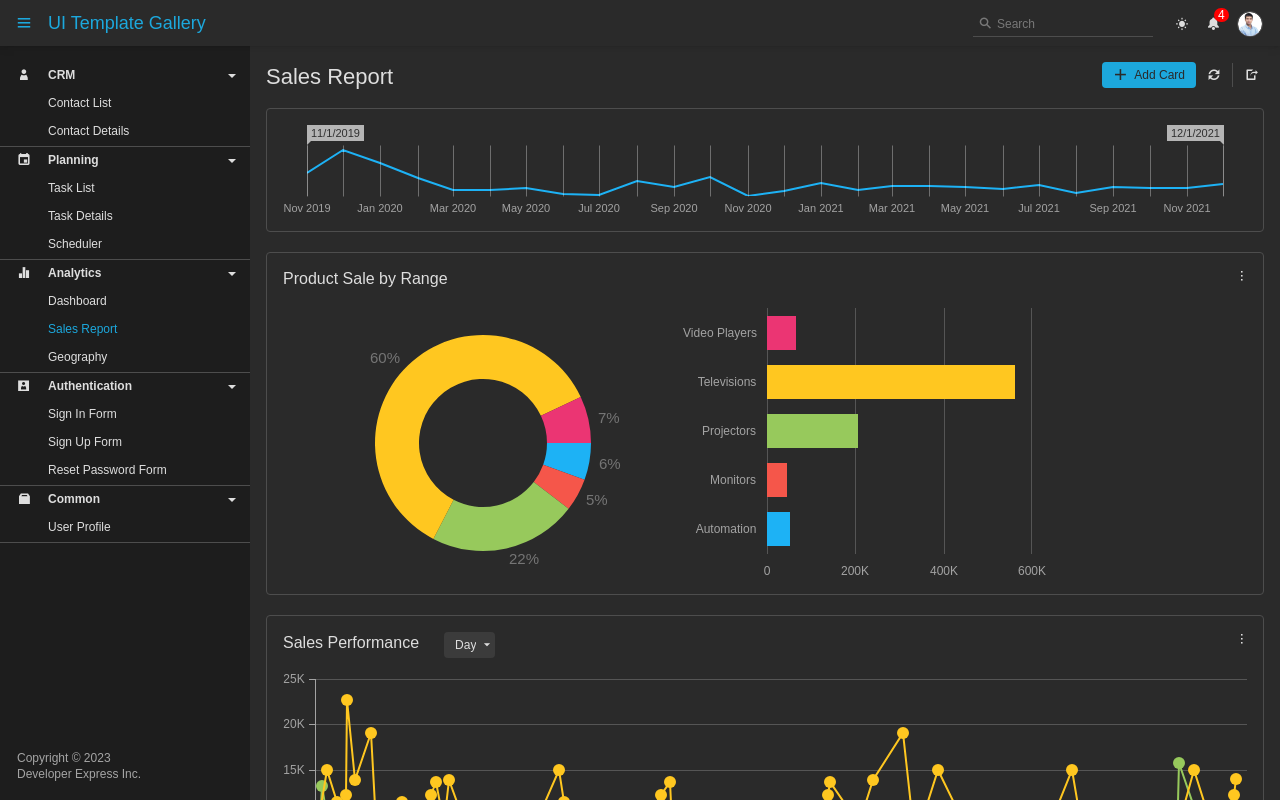 UI Template Gallery
Search
4
CRM
Contact List
Contact Details
Planning
Task List
Task Details
Scheduler
Analytics
Dashboard
Sales Report
Geography
Authentication
Sign In Form
Sign Up Form
Reset Password Form
Common
User Profile
Copyright © 2023
Developer Express Inc.
Sales Report
Add Card
11/1/2019
12/1/2021
Nov 2019 Jan 2020 Mar 2020 May 2020 Jul 2020 Sep 2020 Nov 2020 Jan 2021 Mar 2021 May 2021 Jul 2021 Sep 2021 Nov 2021
Product Sale by Range
60%
7%
6%
5%
22%
Video Players
Televisions
Projectors
Monitors
Automation
0 200K 400K 600K
Sales Performance
Day
25K
20K
15K